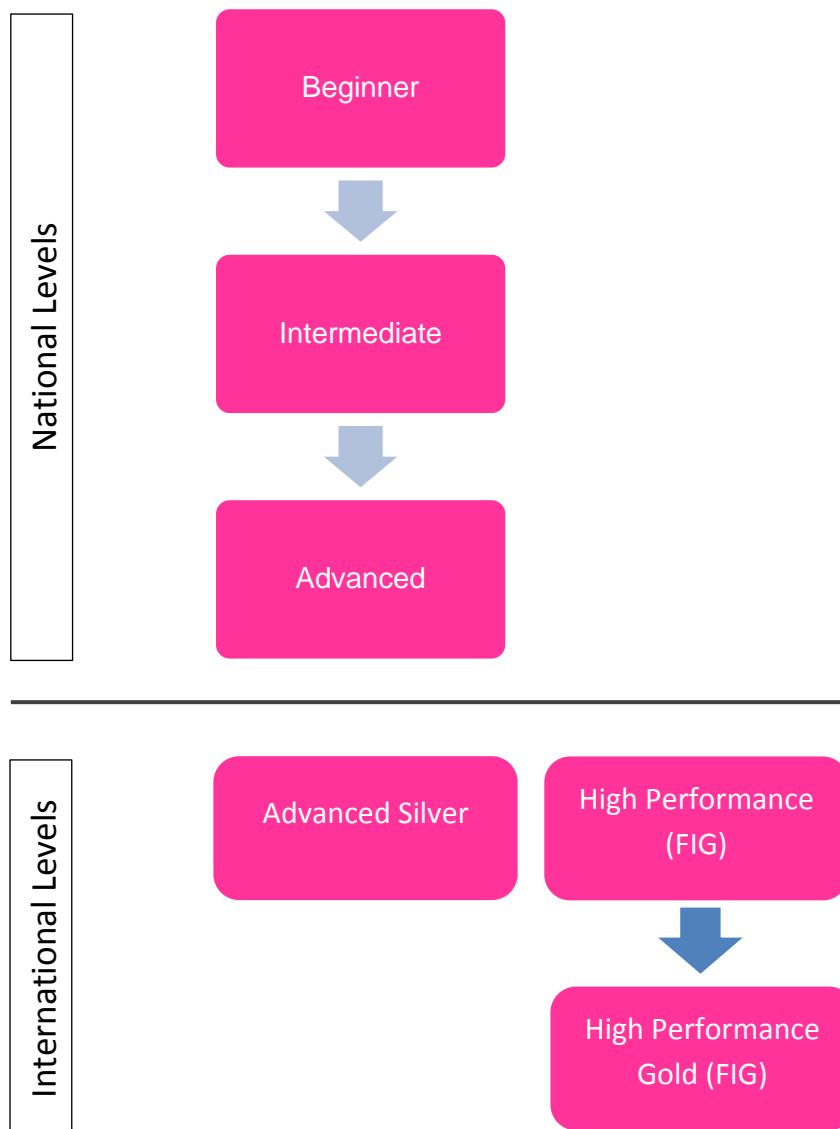 National Levels
Beginner
Intermediate
Advanced
International Levels
Advanced Silver
High Performance
(FIG)
High Performance
Gold (FIG)